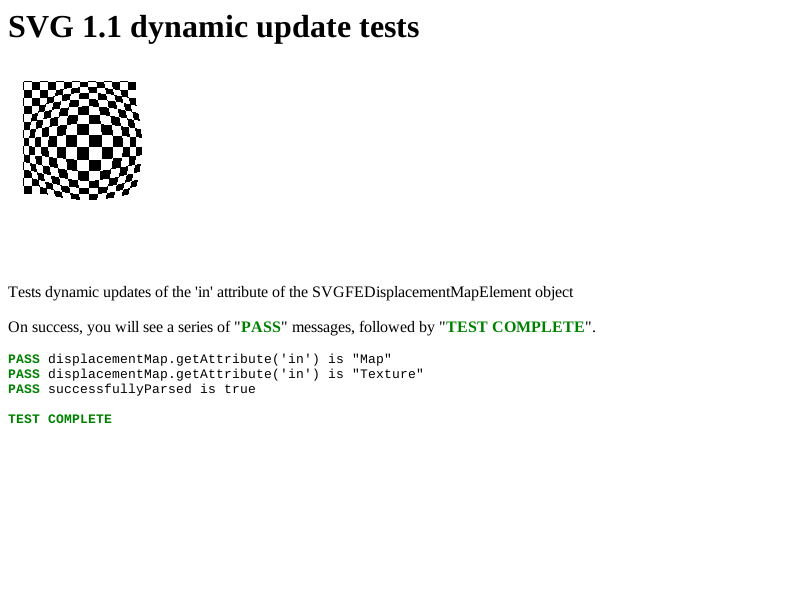 SVG 1.1 dynamic update tests
Tests dynamic updates of the 'in' attribute of the SVGFEDisplacementMapElement object
On success, you will see a series of "PASS" messages, followed by "TEST COMPLETE".
PASS displacementMap.getAttribute('in') is "Map"
PASS displacementMap.getAttribute('in') is "Texture"
PASS successfullyParsed is true
TEST COMPLETE